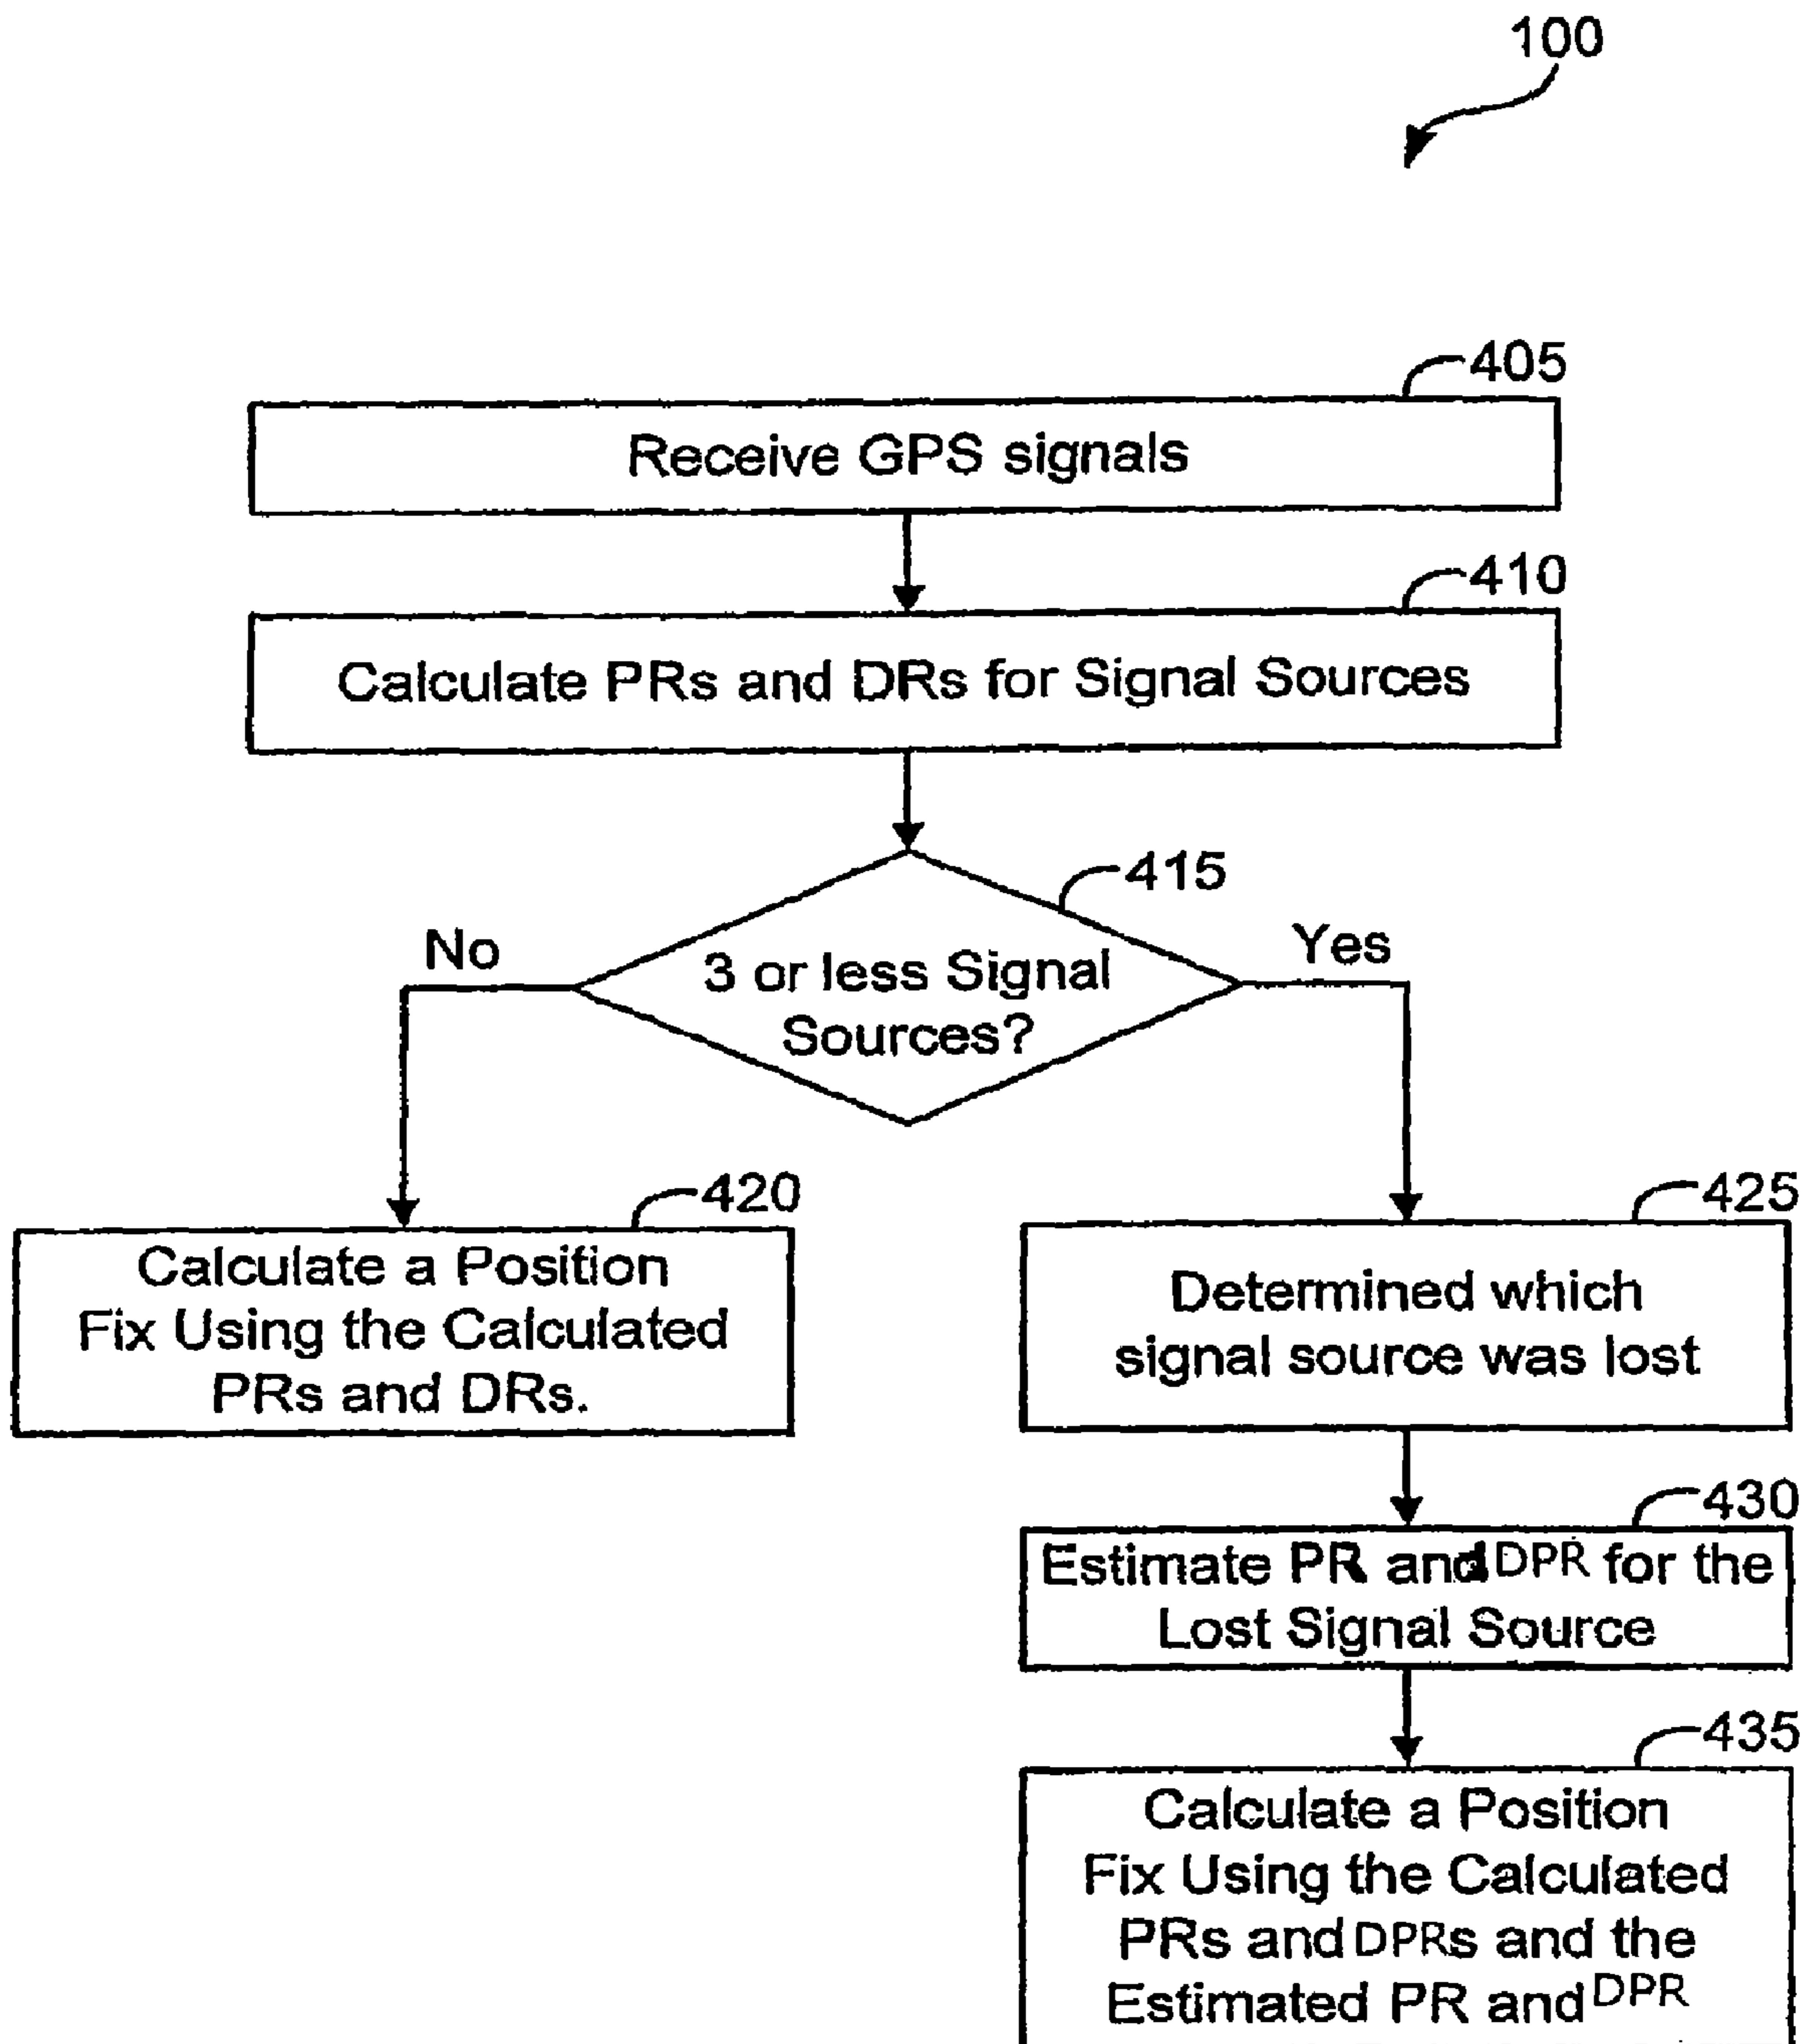 100
405
Receive GPS signals
410
Calculate PRs and DRs for Signal Sources
415
No
Yes
3 or less Signal
Sources?
420
Calculate a Position
Fix Using the Calculated
PRs and DRs.
425
Determined which
signal source was lost
430
Estimate PR and DPR for the
Lost Signal Source
435
Calculate a Position
Fix Using the Calculated
PRs and DPRs and the
Estimated PR and DPR